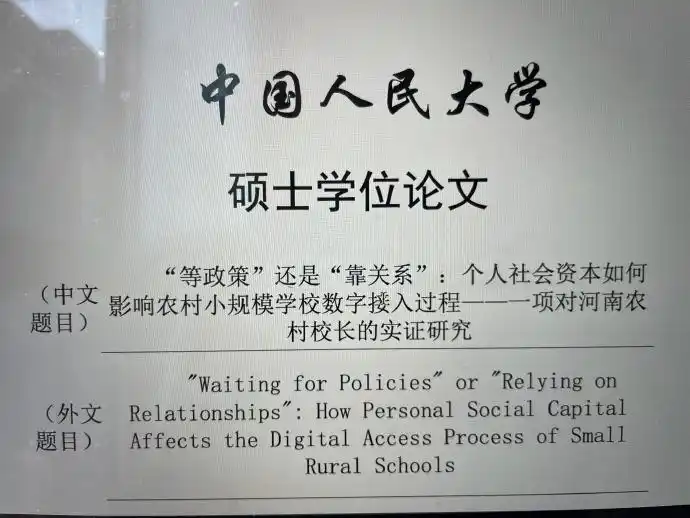 中国人民大学
硕士学位论文
（中文题目）
“等政策”还是“靠关系”：个人社会资本如何
影响农村小规模学校数字接入过程——一项对河南农
村校长的实证研究
（外文题目）
"Waiting for Policies" or "Relying on
Relationships": How Personal Social Capital
Affects the Digital Access Process of Small
Rural Schools